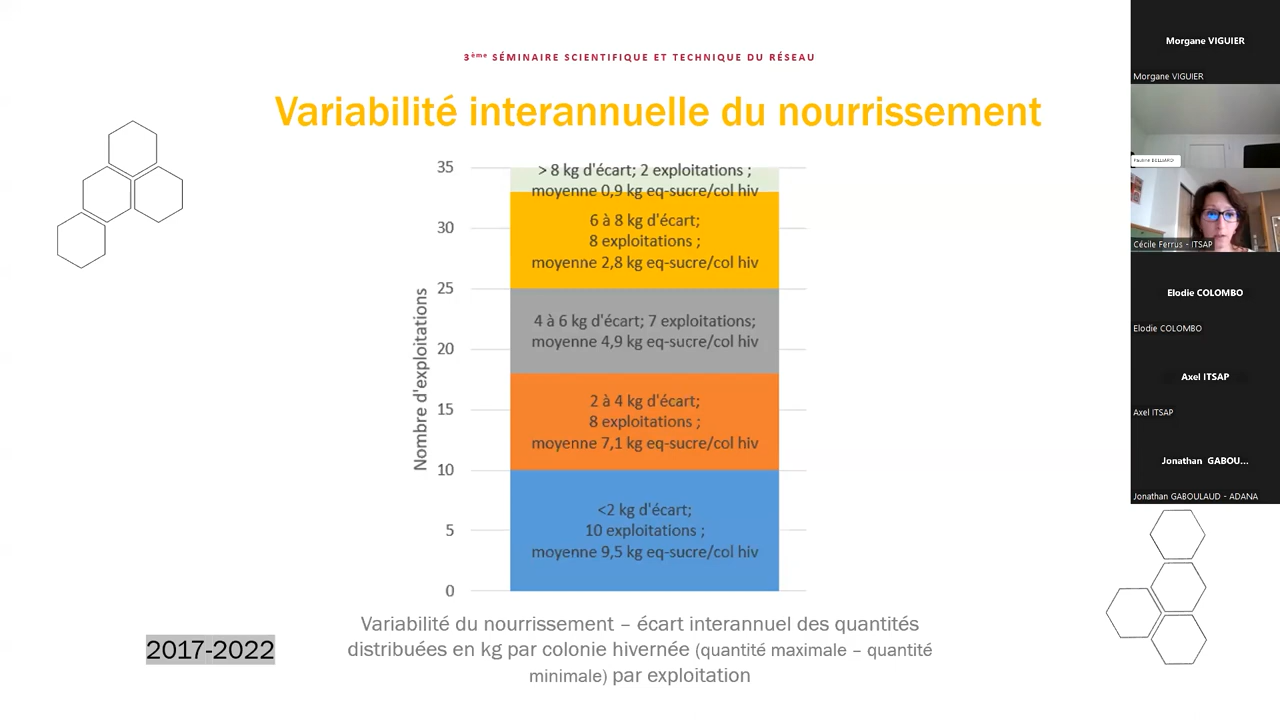 3ème SÉMINAIRE SCIENTIFIQUE ET TECHNIQUE DU RÉSEAU
Variabilité interannuelle du nourrissement
Nombre d'exploitations
35
30
25
20
15
10
5
0
> 8 kg d'écart; 2 exploitations ;
moyenne 0,9 kg eq-sucre/col hiv
6 à 8 kg d'écart;
8 exploitations ;
moyenne 2,8 kg eq-sucre/col hiv
4 à 6 kg d'écart; 7 exploitations;
moyenne 4,9 kg eq-sucre/col hiv
2 à 4 kg d'écart;
8 exploitations ;
moyenne 7,1 kg eq-sucre/col hiv
<2 kg d'écart;
10 exploitations ;
moyenne 9,5 kg eq-sucre/col hiv
2017-2022
Variabilité du nourrissement – écart interannuel des quantités
distribuées en kg par colonie hivernée (quantité maximale – quantité
minimale) par exploitation
Morgane VIGUIER
Morgane VIGUIER
Cécile Ferrus - ITSAP
Elodie COLOMBO
Elodie COLOMBO
Axel ITSAP
Axel ITSAP
Jonathan GABOU...
Jonathan GABOULAUD - ADANA